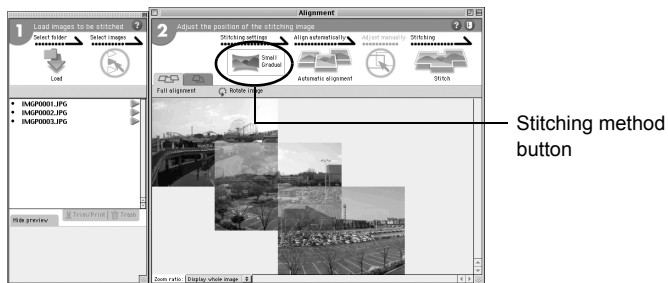 1 Load images to be stitched ?
Select folder Select images
Load
• IMGP0001.JPG
• IMGP0002.JPG
• IMGP0003.JPG
Hide preview Trim/Print Trash
Alignment
2 Adjust the position of the stitching image ?
Stitching settings Align automatically Adjust manually Stitching
Small
Gradual
Automatic alignment Stitch
Full alignment Rotate image
Zoom ratio: Display whole image
Stitching method
button